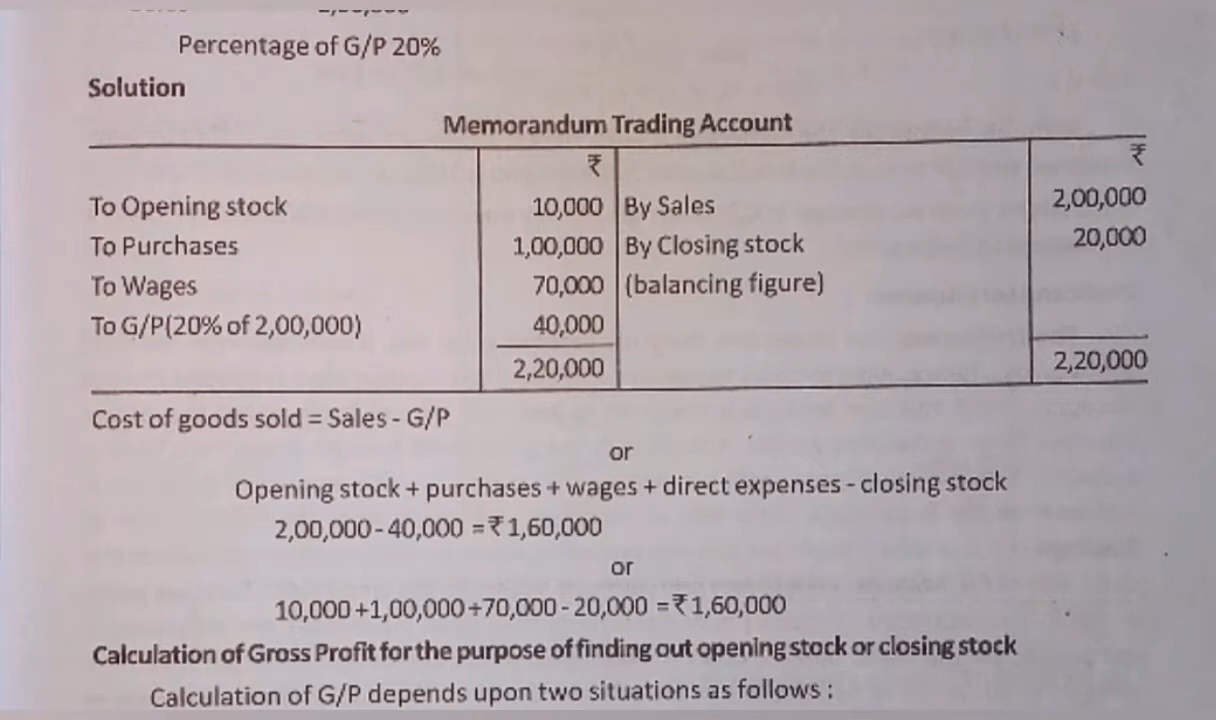 Percentage of G/P 20%
Solution
Memorandum Trading Account
₹ ₹
To Opening stock 10,000 By Sales 2,00,000
To Purchases 1,00,000 By Closing stock 20,000
To Wages 70,000 (balancing figure)
To G/P(20% of 2,00,000) 40,000
2,20,000 2,20,000
Cost of goods sold = Sales - G/P
or
Opening stock + purchases + wages + direct expenses - closing stock
2,00,000 - 40,000 = ₹ 1,60,000
or
10,000 +1,00,000+70,000 - 20,000 = ₹ 1,60,000
Calculation of Gross Profit for the purpose of finding out opening stock or closing stock
Calculation of G/P depends upon two situations as follows :